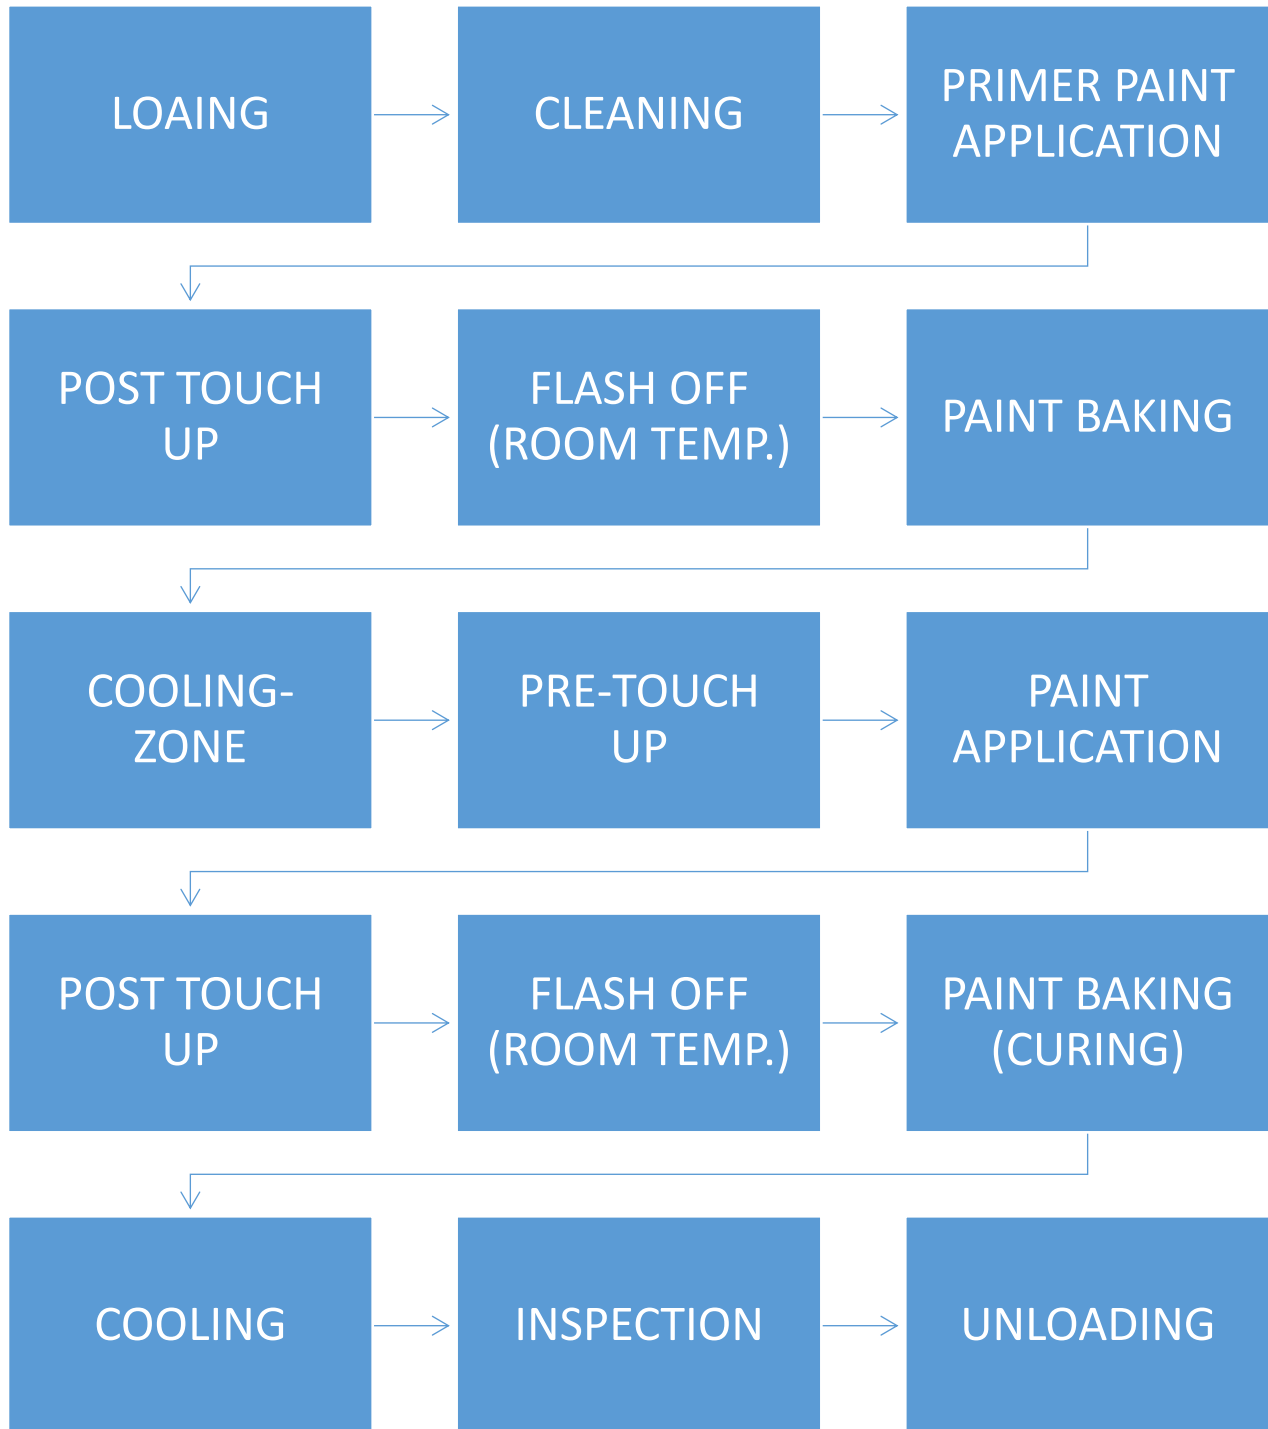 LOAING
CLEANING
PRIMER PAINT
APPLICATION
POST TOUCH
UP
FLASH OFF
(ROOM TEMP.)
PAINT BAKING
COOLING-
ZONE
PRE-TOUCH
UP
PAINT
APPLICATION
POST TOUCH
UP
FLASH OFF
(ROOM TEMP.)
PAINT BAKING
(CURING)
COOLING
INSPECTION
UNLOADING